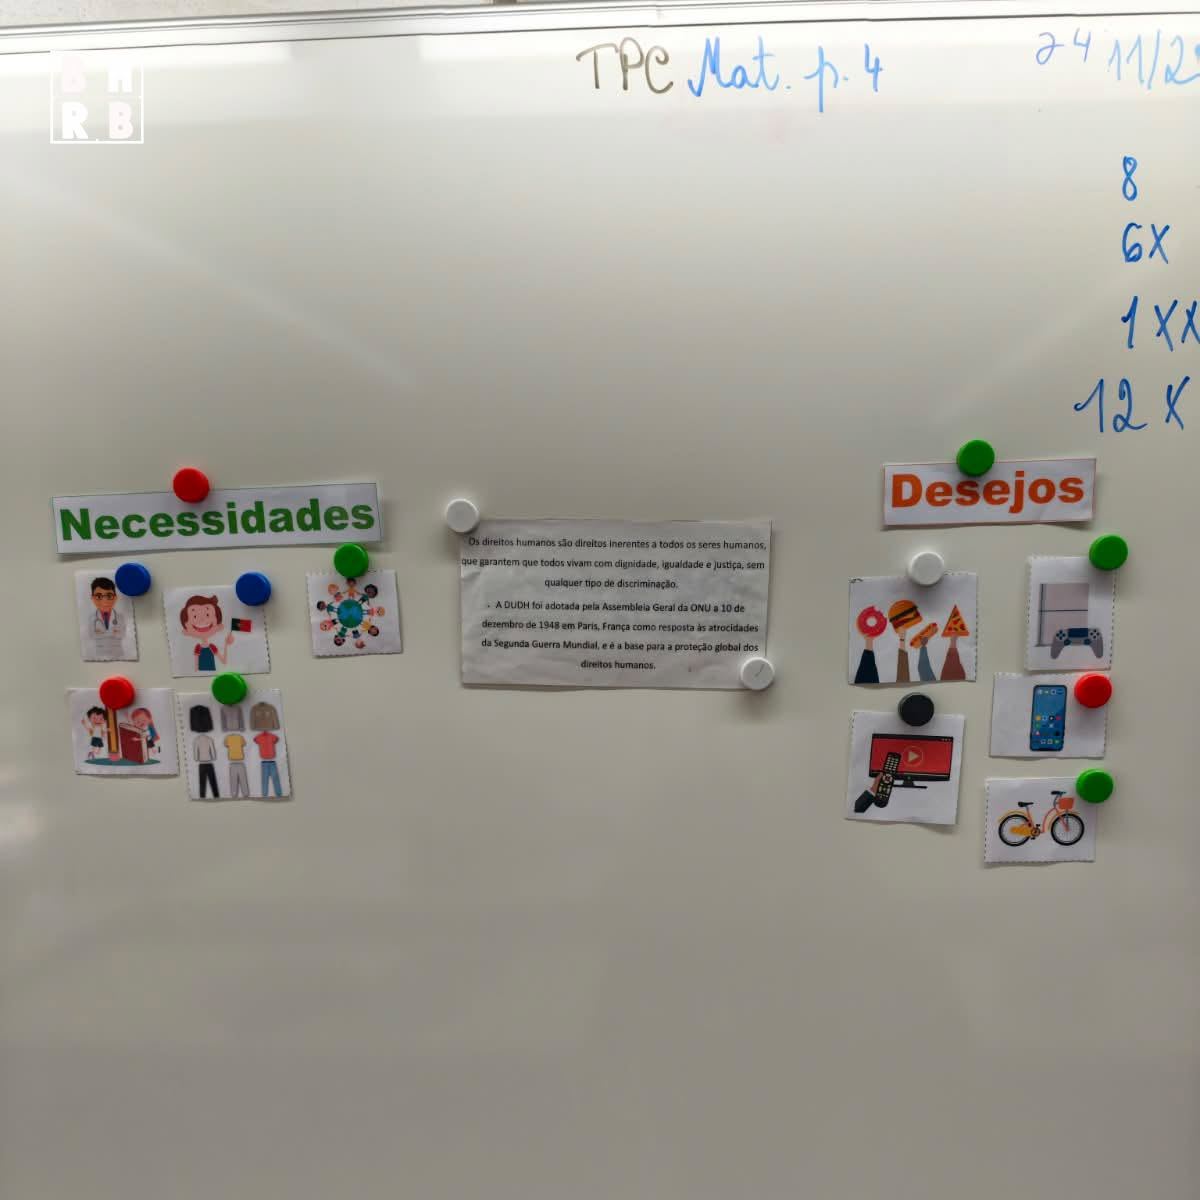 B H
R. B
TPC Mat. p. 4
24 11/2
8
6X
1XX
12 X
Necessidades
Desejos
Os direitos humanos são direitos inerentes a todos os seres humanos,
que garantem que todos vivam com dignidade, igualdade e justiça, sem
qualquer tipo de discriminação.
. A DUDH foi adotada pela Assembleia Geral da ONU a 10 de
dezembro de 1948 em Paris, França como resposta às atrocidades
da Segunda Guerra Mundial, e é a base para a proteção global dos
direitos humanos.